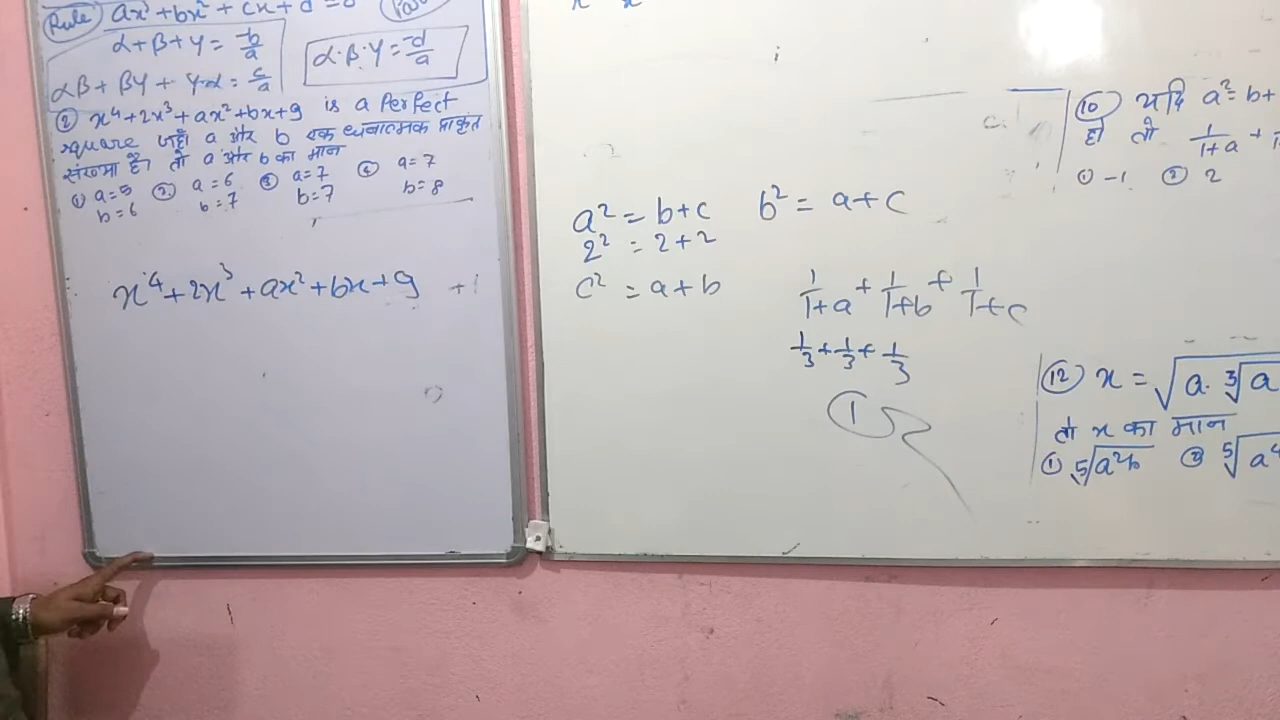 Rule ax³+bx²+cx+d=0
α+β+γ = -b/a
α·β·γ = -d/a
αβ + βγ + γ·α = c/a
② x⁴+2x³+ax²+bx+9 is a Perfect
square जहाँ a और b एक धनात्मक प्राकृत
संख्या है। तो a और b का मान
① a=5 ② a=6 ③ a=7 ④ a=7
b=6 b=7 b=7 b=8
x⁴+2x³+ax²+bx+9
a² = b+c b² = a+c
2² = 2+2
c² = a+b
1/1+a + 1/1+b + 1/1+c
1/3+1/3+1/3
①
⑩ यदि a²=b+
हो तो 1/1+a +
① -1 ② 2
⑫ x = √a·∛a
तो x का मान
① ⁵√a²b ② ⁵√a⁴